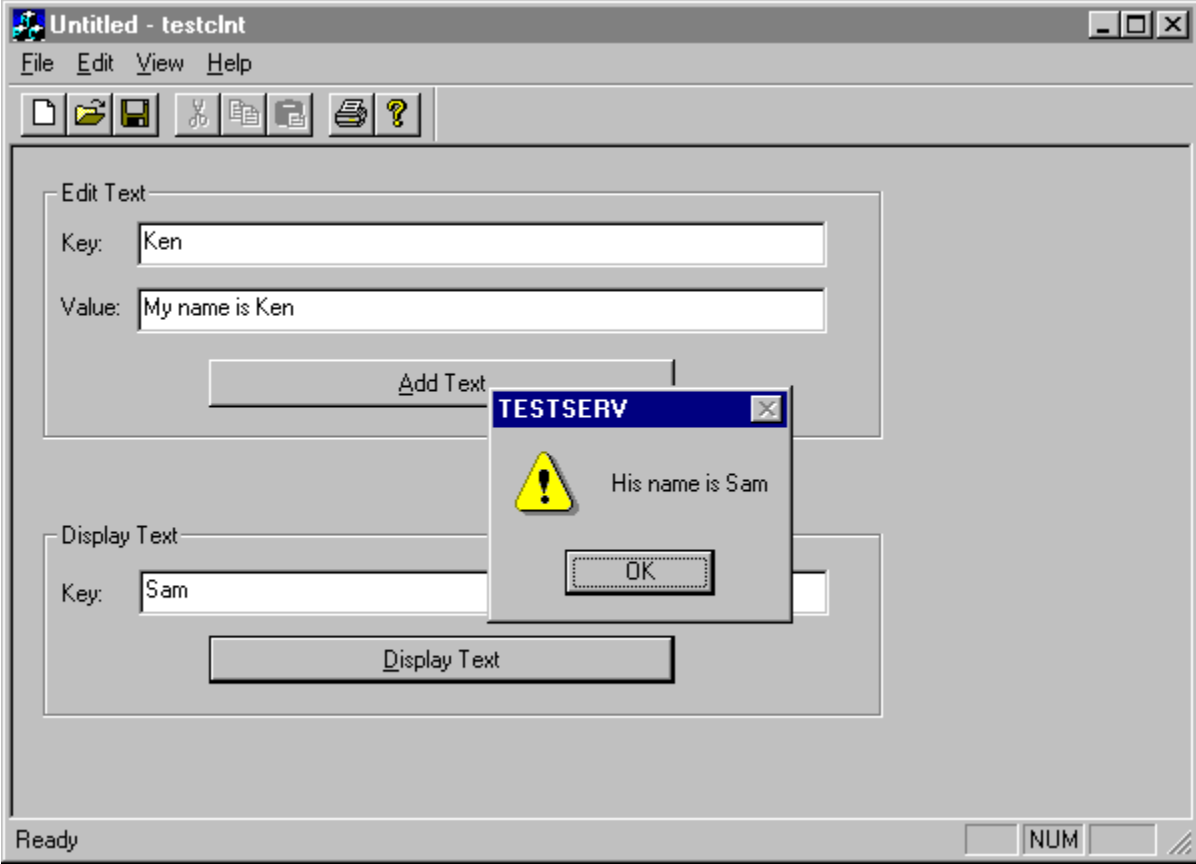 Untitled - testclnt
File Edit View Help
Edit Text
Key: Ken
Value: My name is Ken
Add Text
TESTSERV
His name is Sam
OK
Display Text
Key: Sam
Display Text
Ready NUM